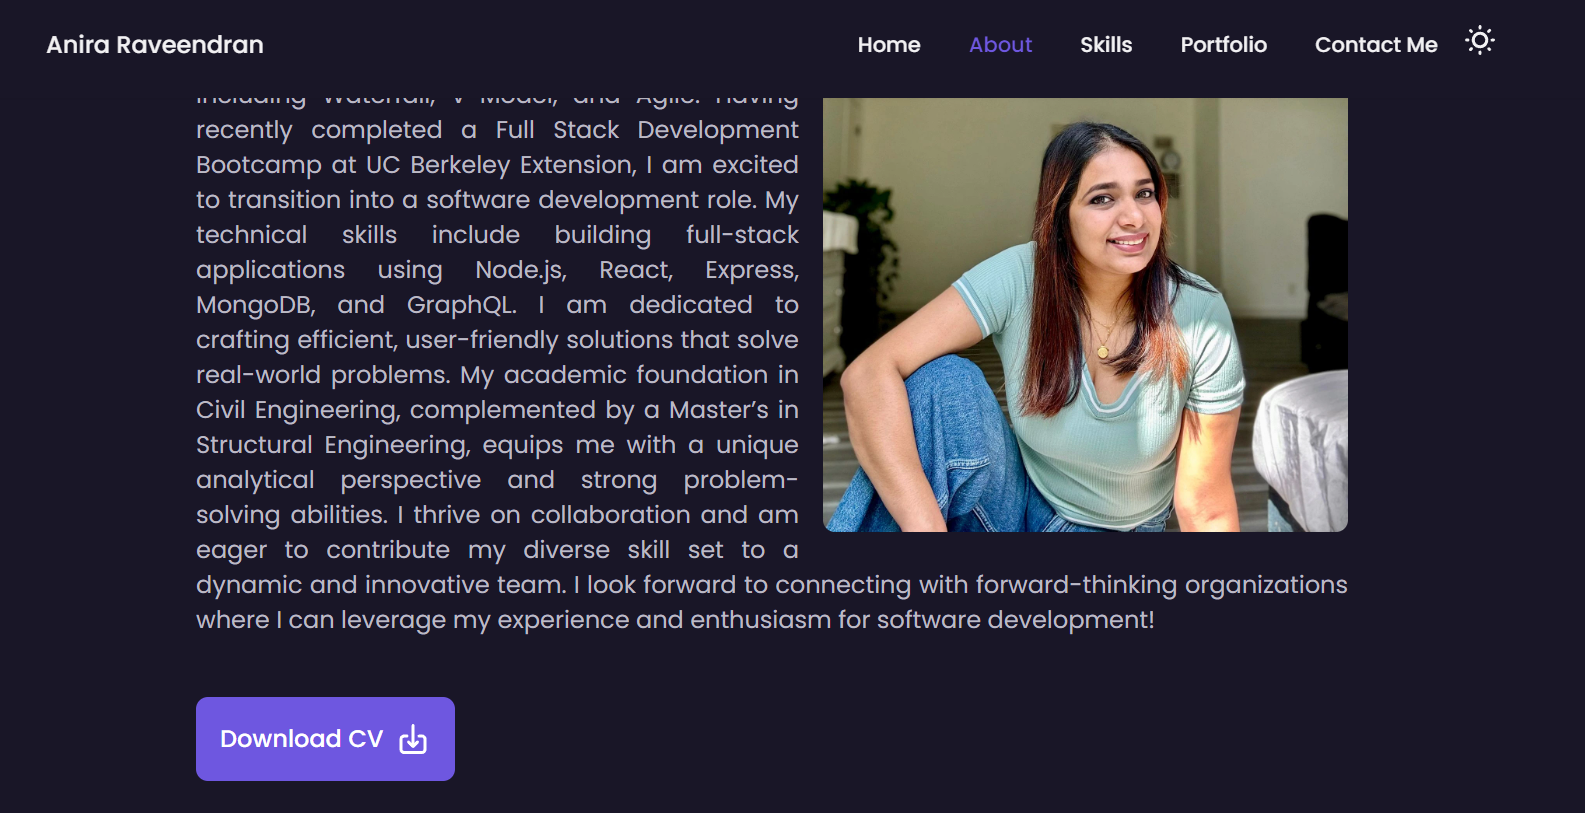 Anira Raveendran
Home About Skills Portfolio Contact Me
including Waterfall, V Model, and Agile. Having
recently completed a Full Stack Development
Bootcamp at UC Berkeley Extension, I am excited
to transition into a software development role. My
technical skills include building full-stack
applications using Node.js, React, Express,
MongoDB, and GraphQL. I am dedicated to
crafting efficient, user-friendly solutions that solve
real-world problems. My academic foundation in
Civil Engineering, complemented by a Master’s in
Structural Engineering, equips me with a unique
analytical perspective and strong problem-
solving abilities. I thrive on collaboration and am
eager to contribute my diverse skill set to a
dynamic and innovative team. I look forward to connecting with forward-thinking organizations
where I can leverage my experience and enthusiasm for software development!
Download CV